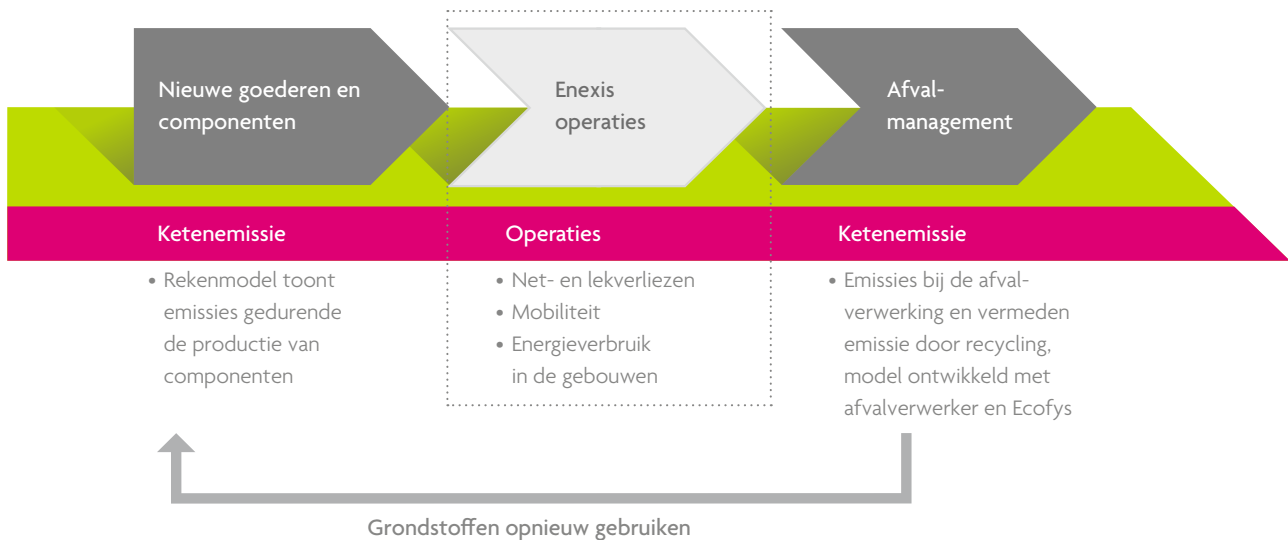 Nieuwe goederen en
componenten
Enexis
operaties
Afval-
management
Ketenemissie
Operaties
Ketenemissie
• Rekenmodel toont
emissies gedurende
de productie van
componenten
• Net- en lekverliezen
• Mobiliteit
• Energieverbruik
in de gebouwen
• Emissies bij de afval-
verwerking en vermeden
emissie door recycling,
model ontwikkeld met
afvalverwerker en Ecofys
Grondstoffen opnieuw gebruiken